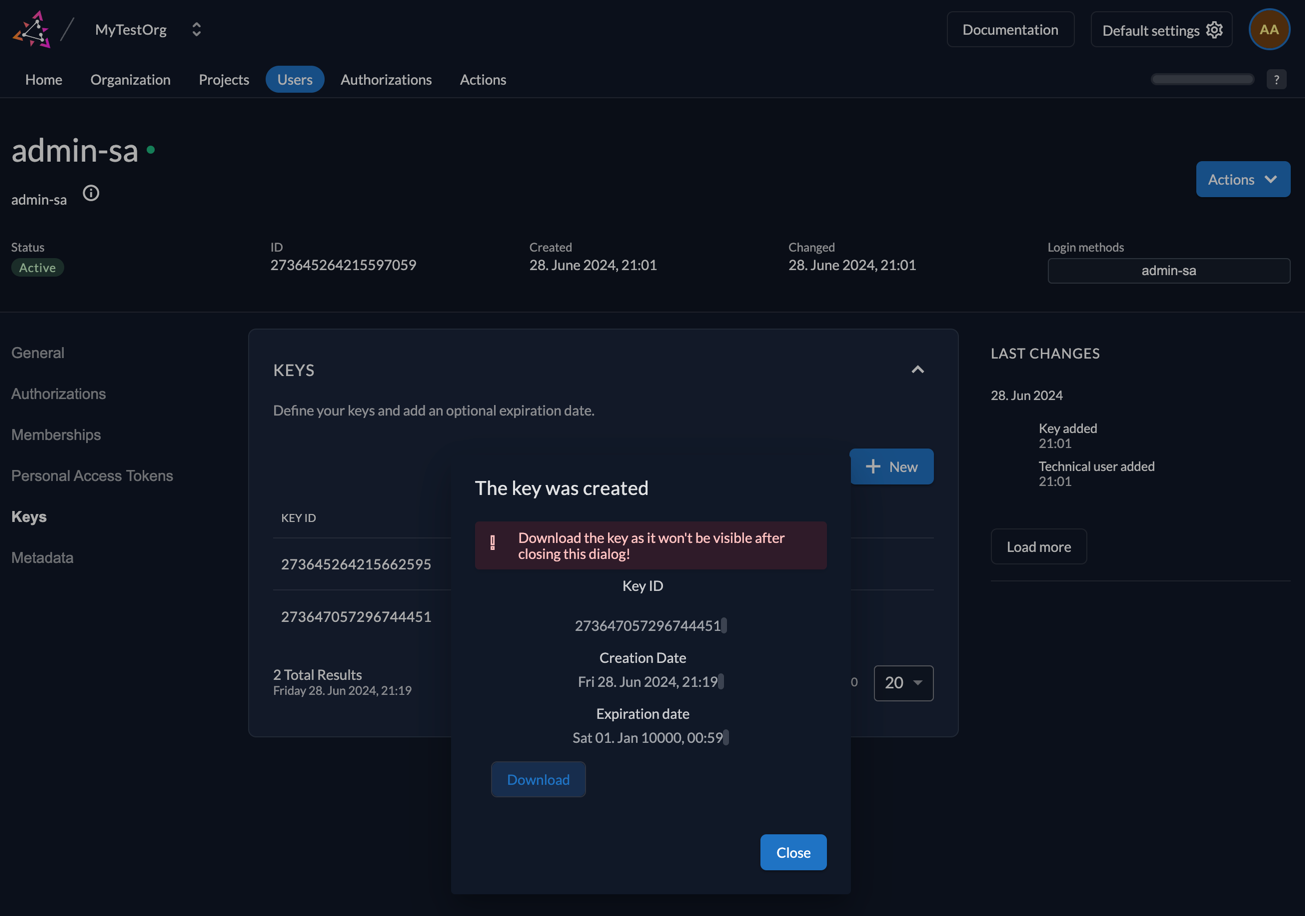 MyTestOrg
Documentation
Default settings
AA
Home
Organization
Projects
Users
Authorizations
Actions
?
admin-sa
admin-sa
Actions
Status
ID
Created
Changed
Login methods
Active
273645264215597059
28. June 2024, 21:01
28. June 2024, 21:01
admin-sa
General
Authorizations
Memberships
Personal Access Tokens
Keys
Metadata
KEYS
Define your keys and add an optional expiration date.
New
KEY ID
273645264215662595
273647057296744451
2 Total Results
Friday 28. Jun 2024, 21:19
0
20
The key was created
Download the key as it won't be visible after
closing this dialog!
Key ID
273647057296744451
Creation Date
Fri 28. Jun 2024, 21:19
Expiration date
Sat 01. Jan 10000, 00:59
Download
Close
LAST CHANGES
28. Jun 2024
Key added
21:01
Technical user added
21:01
Load more